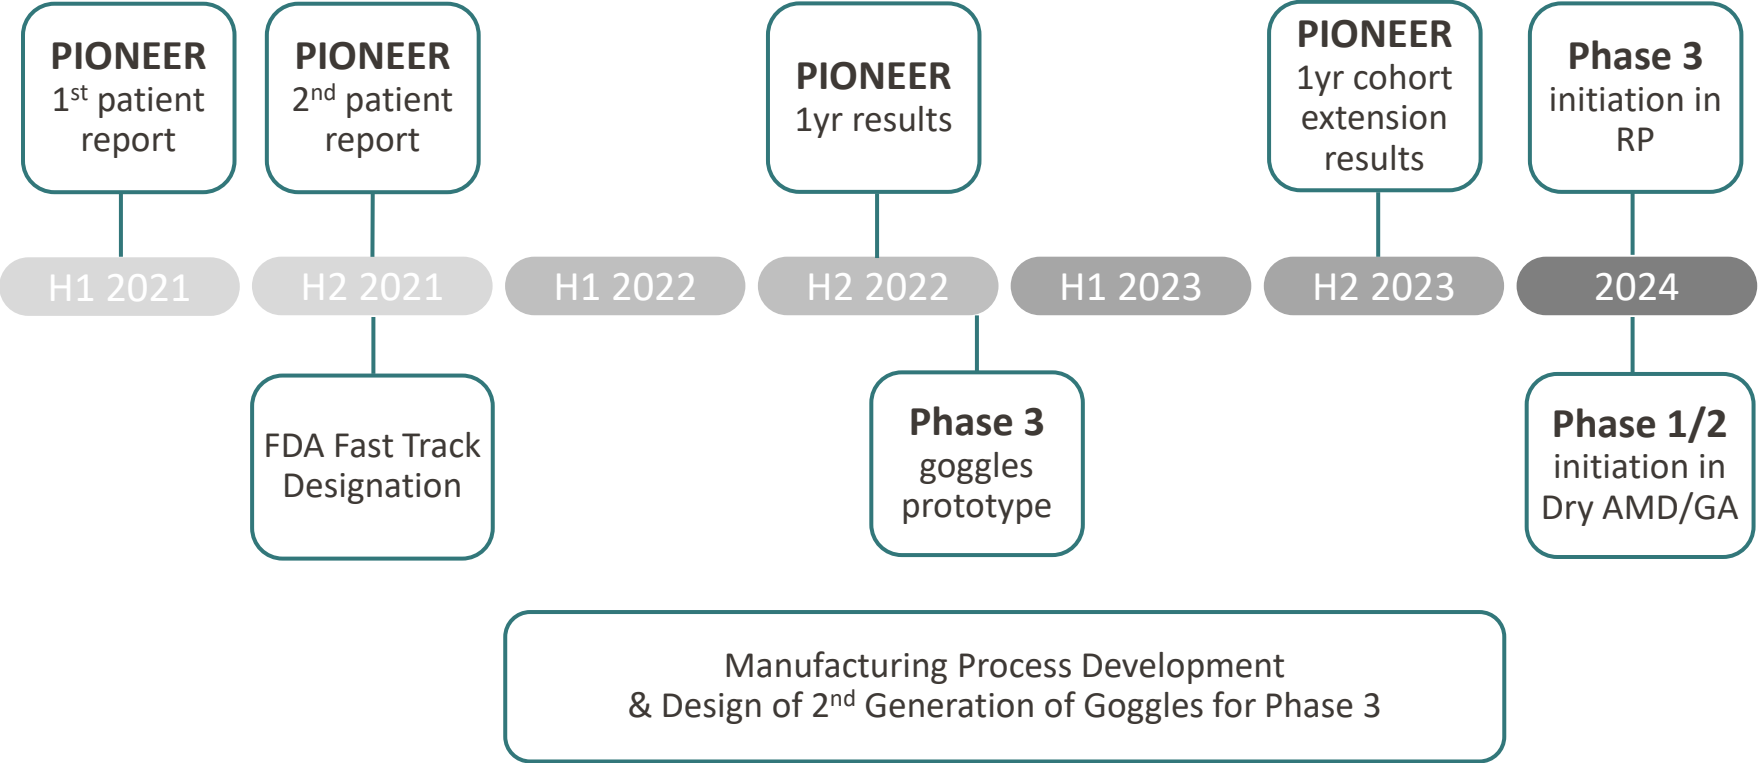 PIONEER
1st patient
report
PIONEER
2nd patient
report
PIONEER
1yr results
PIONEER
1yr cohort
extension
results
Phase 3
initiation in
RP
H1 2021
H2 2021
H1 2022
H2 2022
H1 2023
H2 2023
2024
FDA Fast Track
Designation
Phase 3
goggles
prototype
Phase 1/2
initiation in
Dry AMD/GA
Manufacturing Process Development
& Design of 2nd Generation of Goggles for Phase 3